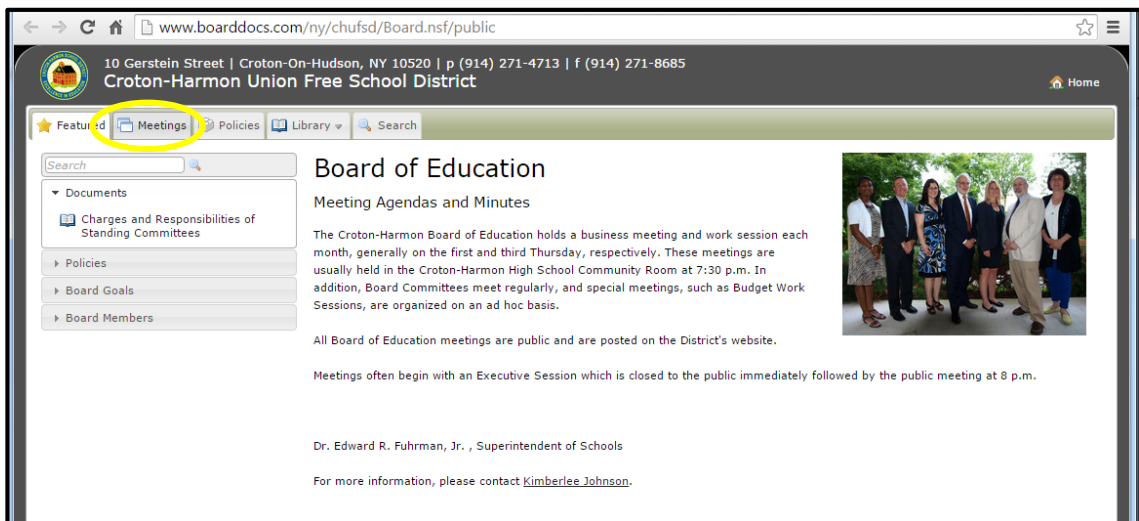 www.boarddocs.com/ny/chufsd/Board.nsf/public
10 Gerstein Street | Croton-On-Hudson, NY 10520 | p (914) 271-4713 | f (914) 271-8685
Croton-Harmon Union Free School District
Home
Featured Meetings Policies Library Search
Search
Documents
Charges and Responsibilities of
Standing Committees
Policies
Board Goals
Board Members
Board of Education
Meeting Agendas and Minutes
The Croton-Harmon Board of Education holds a business meeting and work session each
month, generally on the first and third Thursday, respectively. These meetings are
usually held in the Croton-Harmon High School Community Room at 7:30 p.m. In
addition, Board Committees meet regularly, and special meetings, such as Budget Work
Sessions, are organized on an ad hoc basis.
All Board of Education meetings are public and are posted on the District's website.
Meetings often begin with an Executive Session which is closed to the public immediately followed by the public meeting at 8 p.m.
Dr. Edward R. Fuhrman, Jr. , Superintendent of Schools
For more information, please contact Kimberlee Johnson.